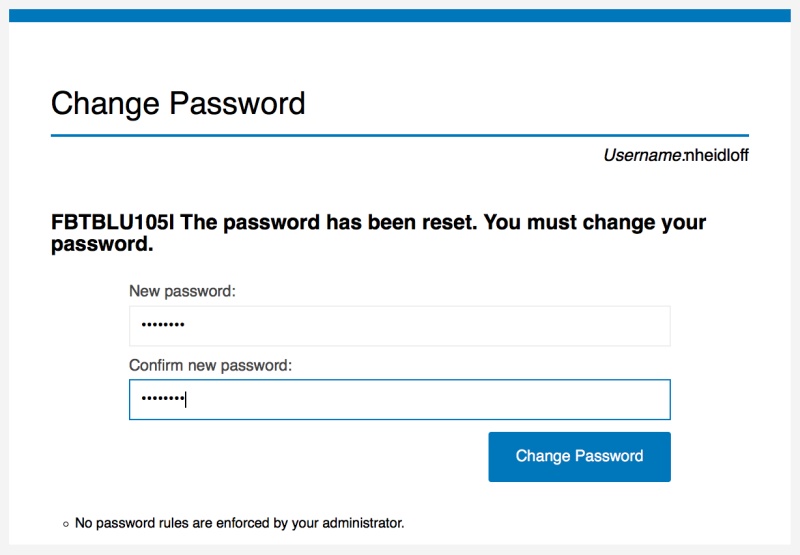 Change Password
Username:nheidloff
FBTBLU105I The password has been reset. You must change your
password.
New password:
••••••••
Confirm new password:
••••••••
Change Password
No password rules are enforced by your administrator.